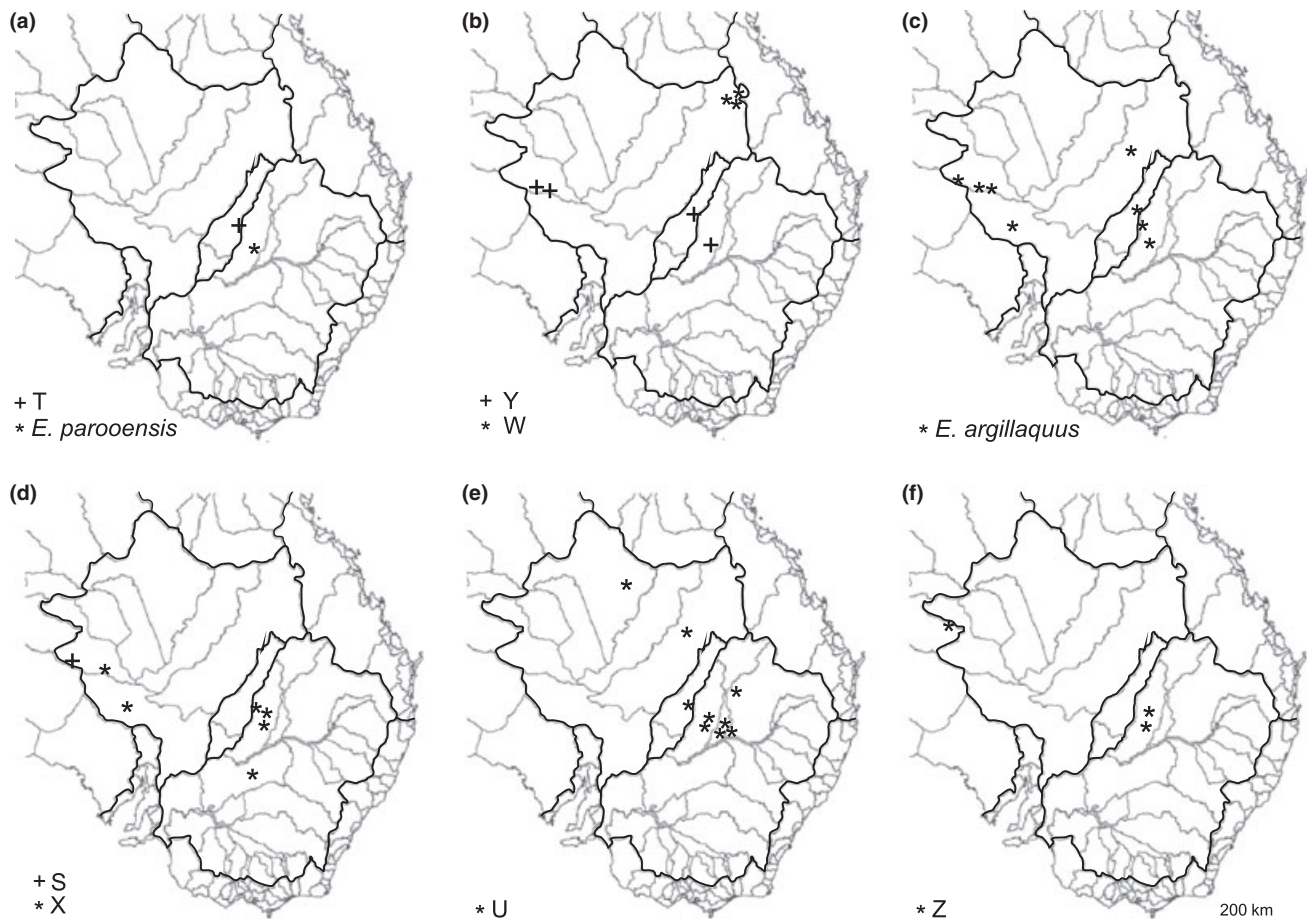 (a)
(b)
(c)
+ T
* E. parooensis
+ Y
* W
* E. argillaquus
(d)
(e)
(f)
+ S
* X
* U
* Z
200 km